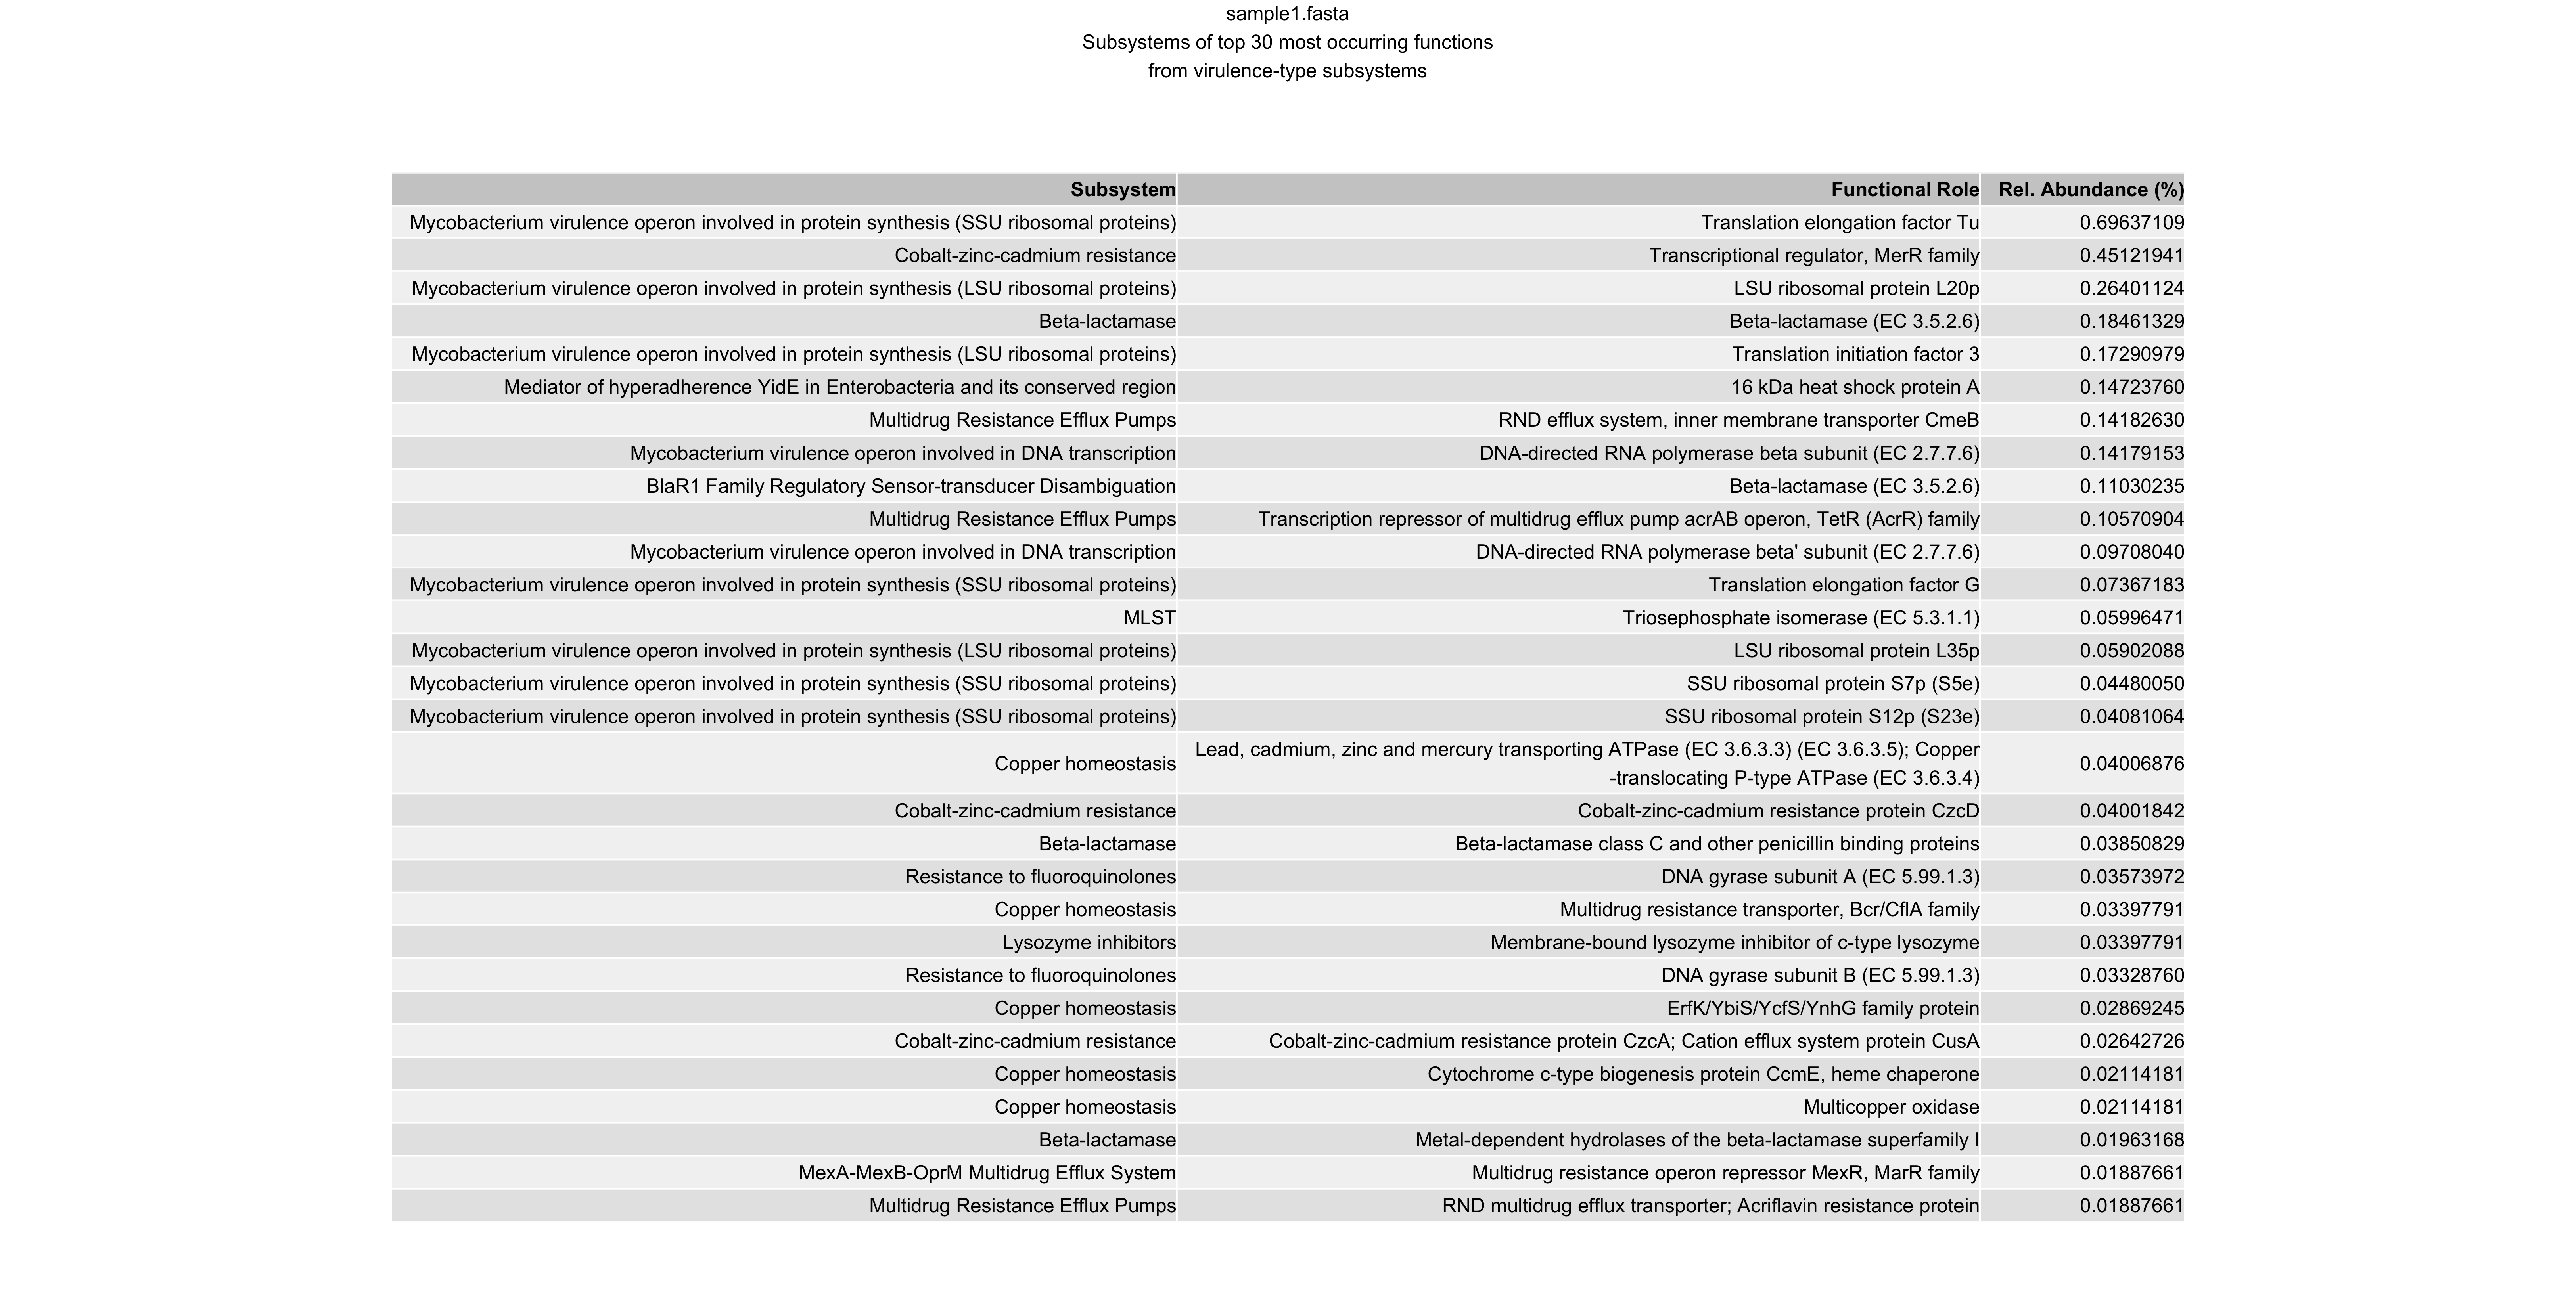 sample1.fasta
Subsystems of top 30 most occurring functions
from virulence-type subsystems
Subsystem Functional Role Rel. Abundance (%)
Mycobacterium virulence operon involved in protein synthesis (SSU ribosomal proteins) Translation elongation factor Tu 0.69637109
Cobalt-zinc-cadmium resistance Transcriptional regulator, MerR family 0.45121941
Mycobacterium virulence operon involved in protein synthesis (LSU ribosomal proteins) LSU ribosomal protein L20p 0.26401124
Beta-lactamase Beta-lactamase (EC 3.5.2.6) 0.18461329
Mycobacterium virulence operon involved in protein synthesis (LSU ribosomal proteins) Translation initiation factor 3 0.17290979
Mediator of hyperadherence YidE in Enterobacteria and its conserved region 16 kDa heat shock protein A 0.14723760
Multidrug Resistance Efflux Pumps RND efflux system, inner membrane transporter CmeB 0.14182630
Mycobacterium virulence operon involved in DNA transcription DNA-directed RNA polymerase beta subunit (EC 2.7.7.6) 0.14179153
BlaR1 Family Regulatory Sensor-transducer Disambiguation Beta-lactamase (EC 3.5.2.6) 0.11030235
Multidrug Resistance Efflux Pumps Transcription repressor of multidrug efflux pump acrAB operon, TetR (AcrR) family 0.10570904
Mycobacterium virulence operon involved in DNA transcription DNA-directed RNA polymerase beta' subunit (EC 2.7.7.6) 0.09708040
Mycobacterium virulence operon involved in protein synthesis (SSU ribosomal proteins) Translation elongation factor G 0.07367183
MLST Triosephosphate isomerase (EC 5.3.1.1) 0.05996471
Mycobacterium virulence operon involved in protein synthesis (LSU ribosomal proteins) LSU ribosomal protein L35p 0.05902088
Mycobacterium virulence operon involved in protein synthesis (SSU ribosomal proteins) SSU ribosomal protein S7p (S5e) 0.04480050
Mycobacterium virulence operon involved in protein synthesis (SSU ribosomal proteins) SSU ribosomal protein S12p (S23e) 0.04081064
Copper homeostasis Lead, cadmium, zinc and mercury transporting ATPase (EC 3.6.3.3) (EC 3.6.3.5); Copper
-translocating P-type ATPase (EC 3.6.3.4) 0.04006876
Cobalt-zinc-cadmium resistance Cobalt-zinc-cadmium resistance protein CzcD 0.04001842
Beta-lactamase Beta-lactamase class C and other penicillin binding proteins 0.03850829
Resistance to fluoroquinolones DNA gyrase subunit A (EC 5.99.1.3) 0.03573972
Copper homeostasis Multidrug resistance transporter, Bcr/CflA family 0.03397791
Lysozyme inhibitors Membrane-bound lysozyme inhibitor of c-type lysozyme 0.03397791
Resistance to fluoroquinolones DNA gyrase subunit B (EC 5.99.1.3) 0.03328760
Copper homeostasis ErfK/YbiS/YcfS/YnhG family protein 0.02869245
Cobalt-zinc-cadmium resistance Cobalt-zinc-cadmium resistance protein CzcA; Cation efflux system protein CusA 0.02642726
Copper homeostasis Cytochrome c-type biogenesis protein CcmE, heme chaperone 0.02114181
Copper homeostasis Multicopper oxidase 0.02114181
Beta-lactamase Metal-dependent hydrolases of the beta-lactamase superfamily I 0.01963168
MexA-MexB-OprM Multidrug Efflux System Multidrug resistance operon repressor MexR, MarR family 0.01887661
Multidrug Resistance Efflux Pumps RND multidrug efflux transporter; Acriflavin resistance protein 0.01887661